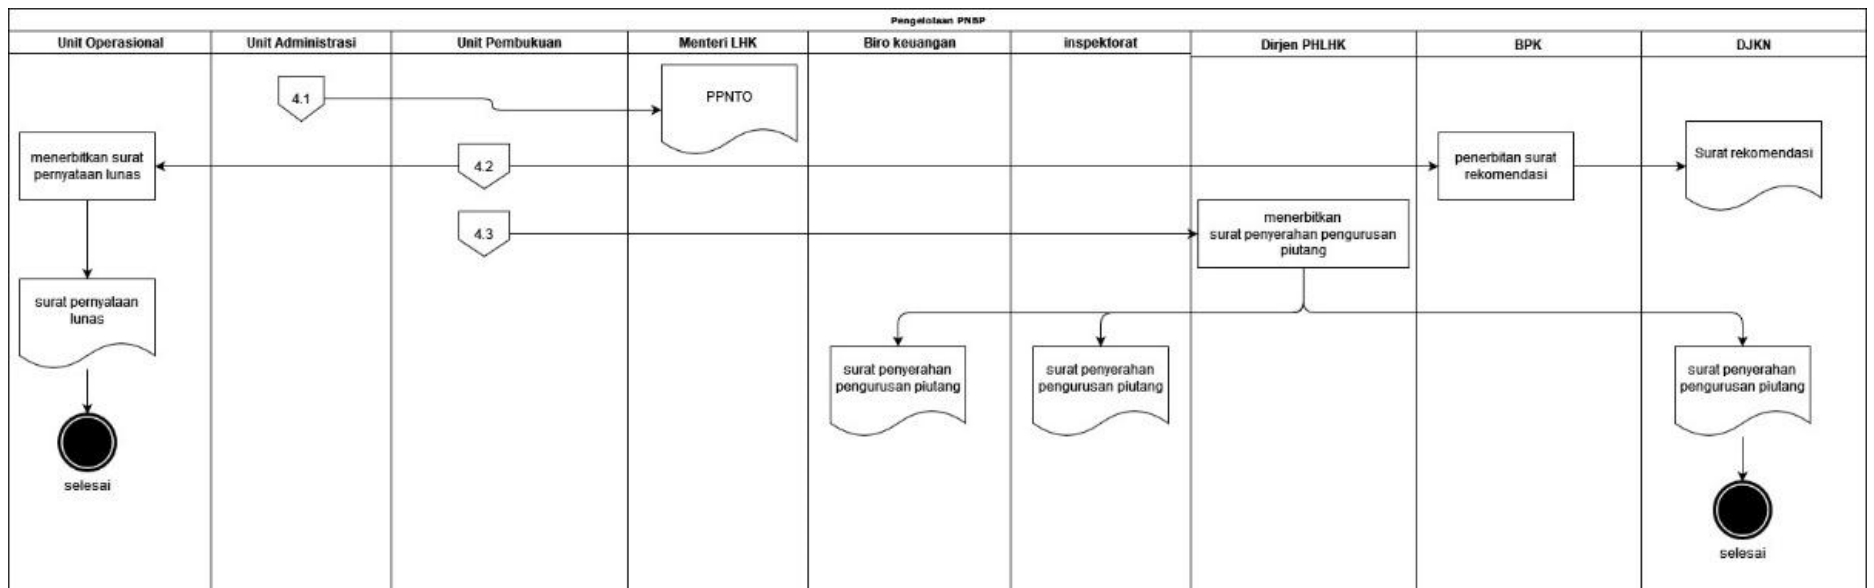 Pengelolaan PNBP
Unit Operasional
Unit Administrasi
Unit Pembukuan
Menteri LHK
Biro keuangan
inspektorat
Dirjen PHLHK
BPK
DJKN
4.1
PPNTO
menerbitkan surat
pernyataan lunas
4.2
penerbitan surat
rekomendasi
Surat rekomendasi
4.3
menerbitkan
surat penyerahan pengurusan
piutang
surat pernyataan
lunas
surat penyerahan
pengurusan piutang
surat penyerahan
pengurusan piutang
surat penyerahan
pengurusan piutang
selesai
selesai